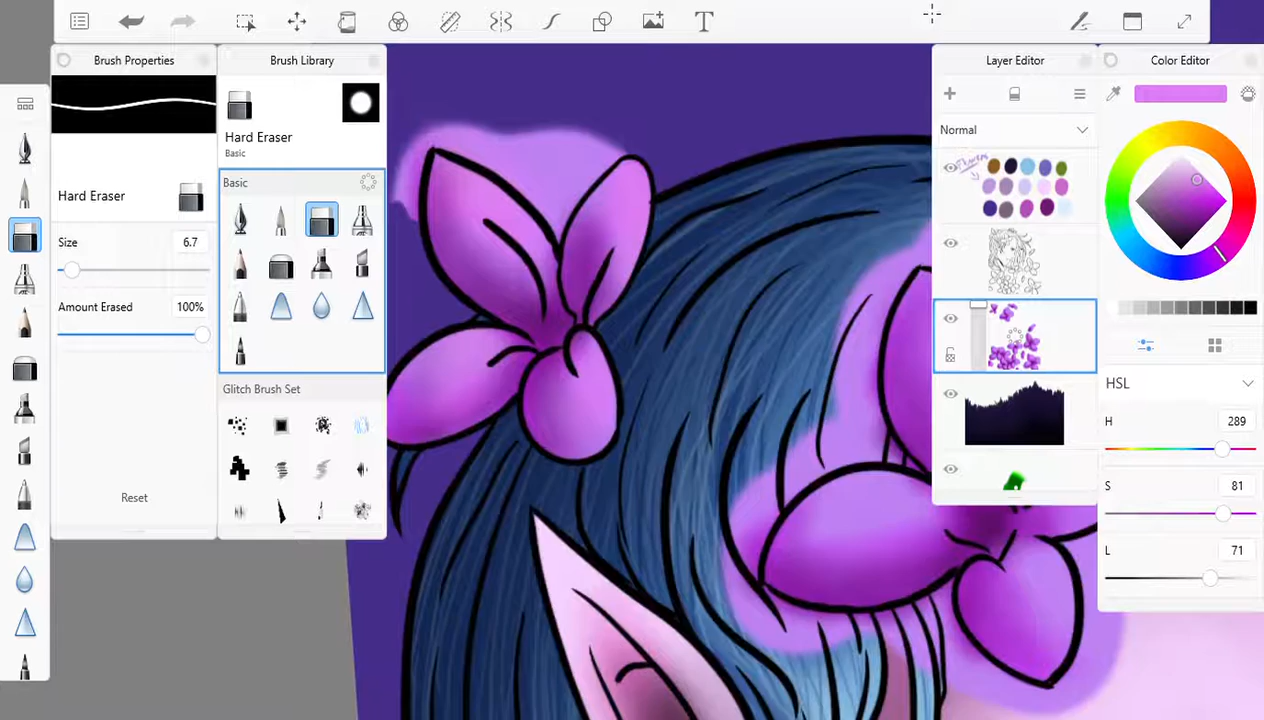 T
Brush Properties
Brush Library
Layer Editor
Color Editor
Hard Eraser
Basic
Normal
Basic
Hard Eraser
Size
6.7
Amount Erased
100%
HSL
Glitch Brush Set
H
289
S
81
Reset
L
71